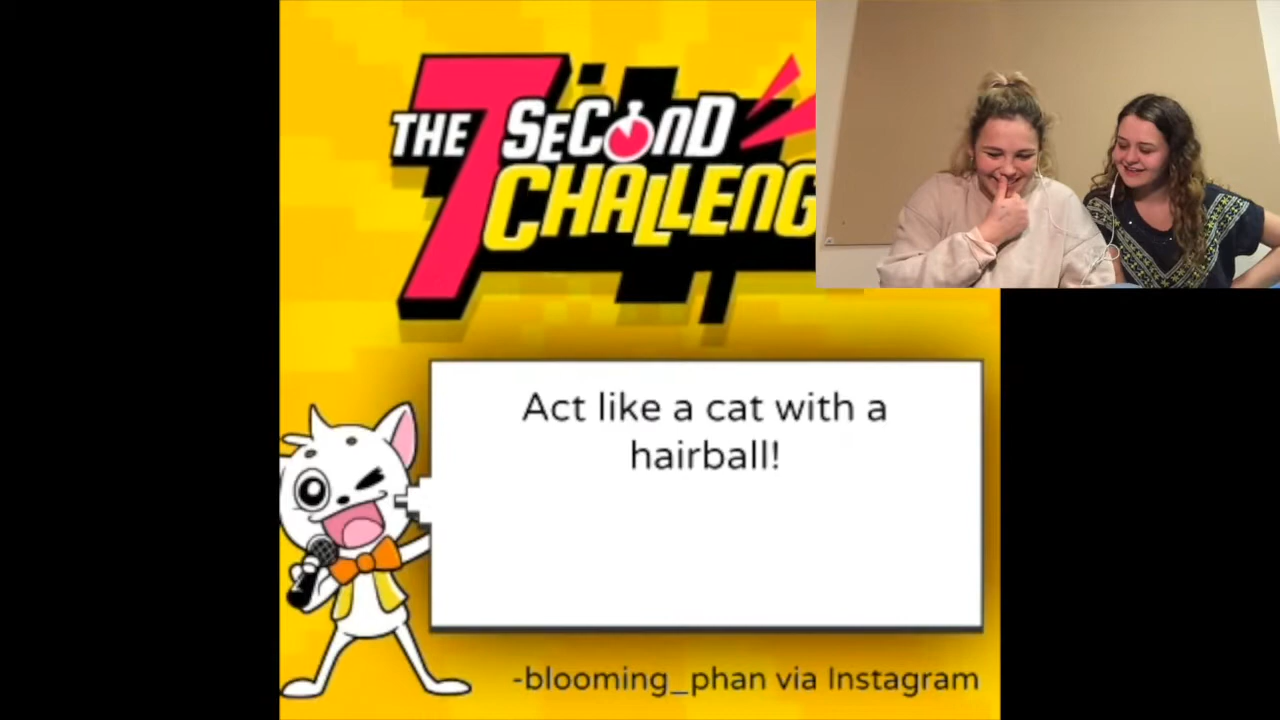 THE 7 SECOND
CHALLENG
Act like a cat with a
hairball!
-blooming_phan via Instagram